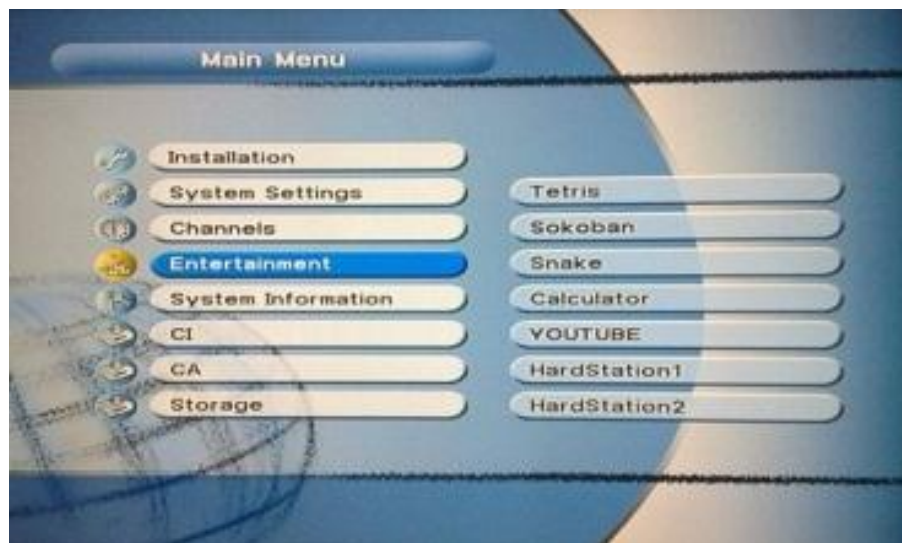 Main Menu
Installation
System Settings
Channels
Entertainment
System Information
CI
CA
Storage
Tetris
Sokoban
Snake
Calculator
YOUTUBE
HardStation1
HardStation2